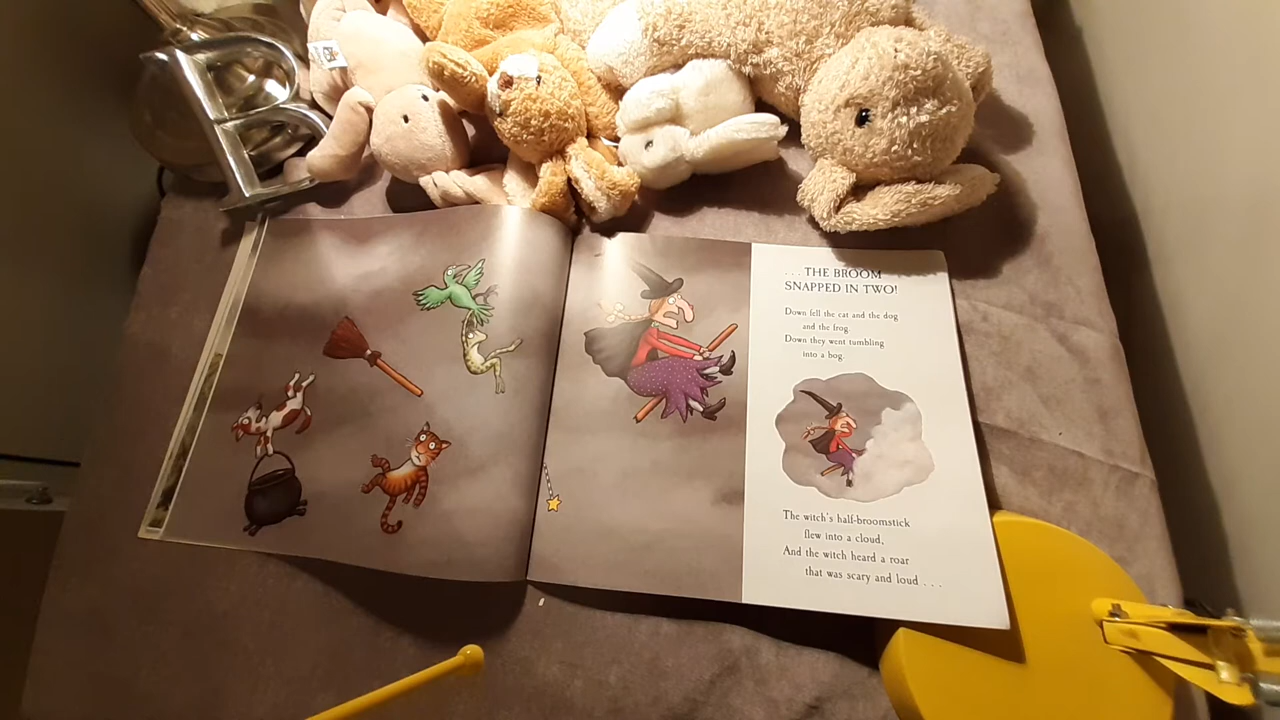 . . . THE BROOM
SNAPPED IN TWO!
Down fell the cat and the dog
and the frog.
Down they went tumbling
into a bog.
The witch's half-broomstick
flew into a cloud,
And the witch heard a roar
that was scary and loud . . .